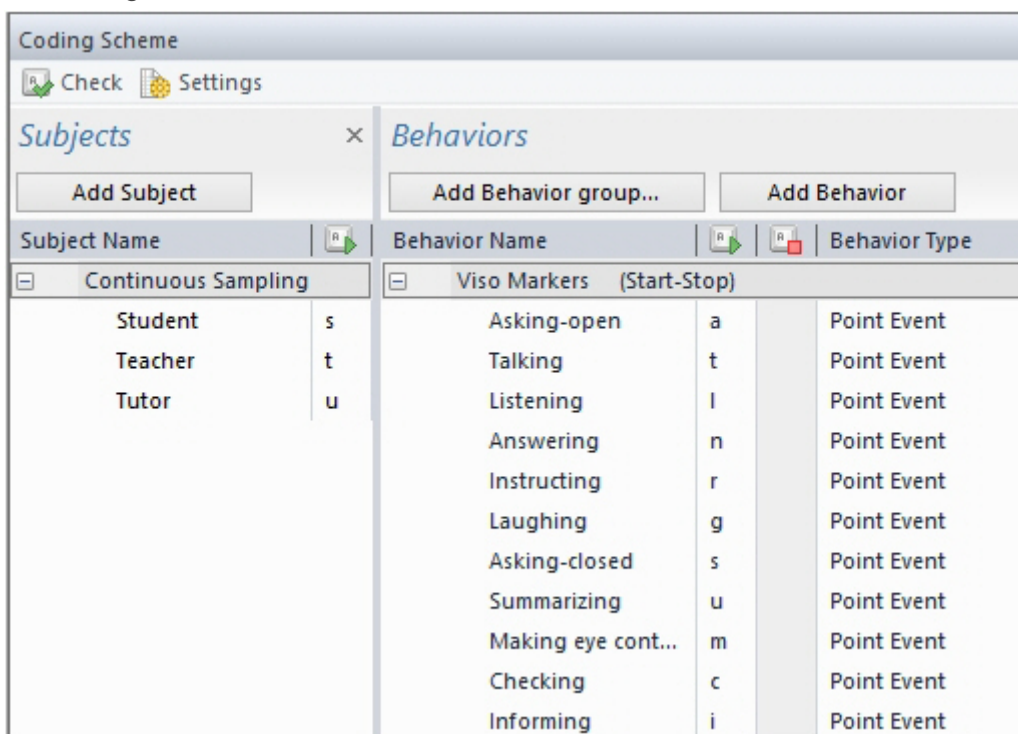 Coding Scheme
Check Settings
Subjects × Behaviors
Add Subject Add Behavior group... Add Behavior
Subject Name Behavior Name Behavior Type
Continuous Sampling Viso Markers (Start-Stop)
Student s Asking-open a Point Event
Teacher t Talking t Point Event
Tutor u Listening l Point Event
Answering n Point Event
Instructing r Point Event
Laughing g Point Event
Asking-closed s Point Event
Summarizing u Point Event
Making eye cont... m Point Event
Checking c Point Event
Informing i Point Event